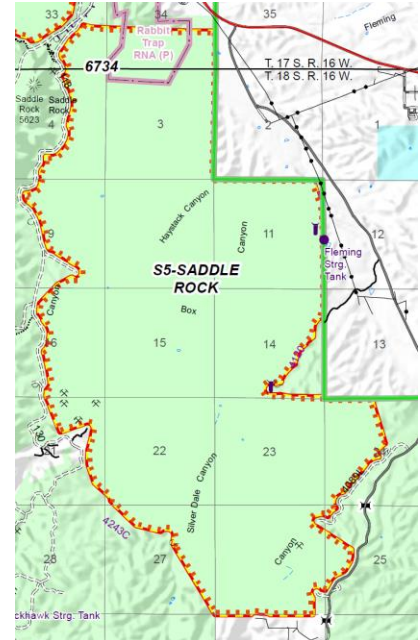 33
34
35
Fleming
Rabbit
Trap
RNA (P)
6734
T. 17 S. R. 16 W.
T. 18 S. R. 16 W.
Saddle
Rock
5623
Saddle
Rock
4
3
2
1
Haystack Canyon
Canyon
9
11
12
Fleming
Strg.
Tank
S5-SADDLE
ROCK
Canyon
Box
16
15
14
13
22
23
Silver Dale Canyon
4243C
Canyon
28
27
25
ckhawk Strg. Tank